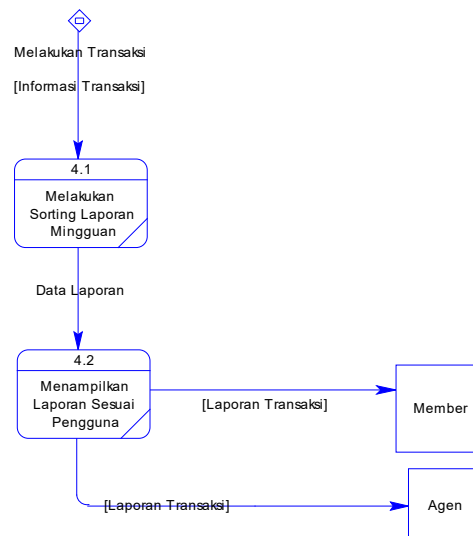 Melakukan Transaksi
[Informasi Transaksi]
4.1
Melakukan
Sorting Laporan
Mingguan
Data Laporan
4.2
Menampilkan
Laporan Sesuai
Pengguna
[Laporan Transaksi]
Member
[Laporan Transaksi]
Agen